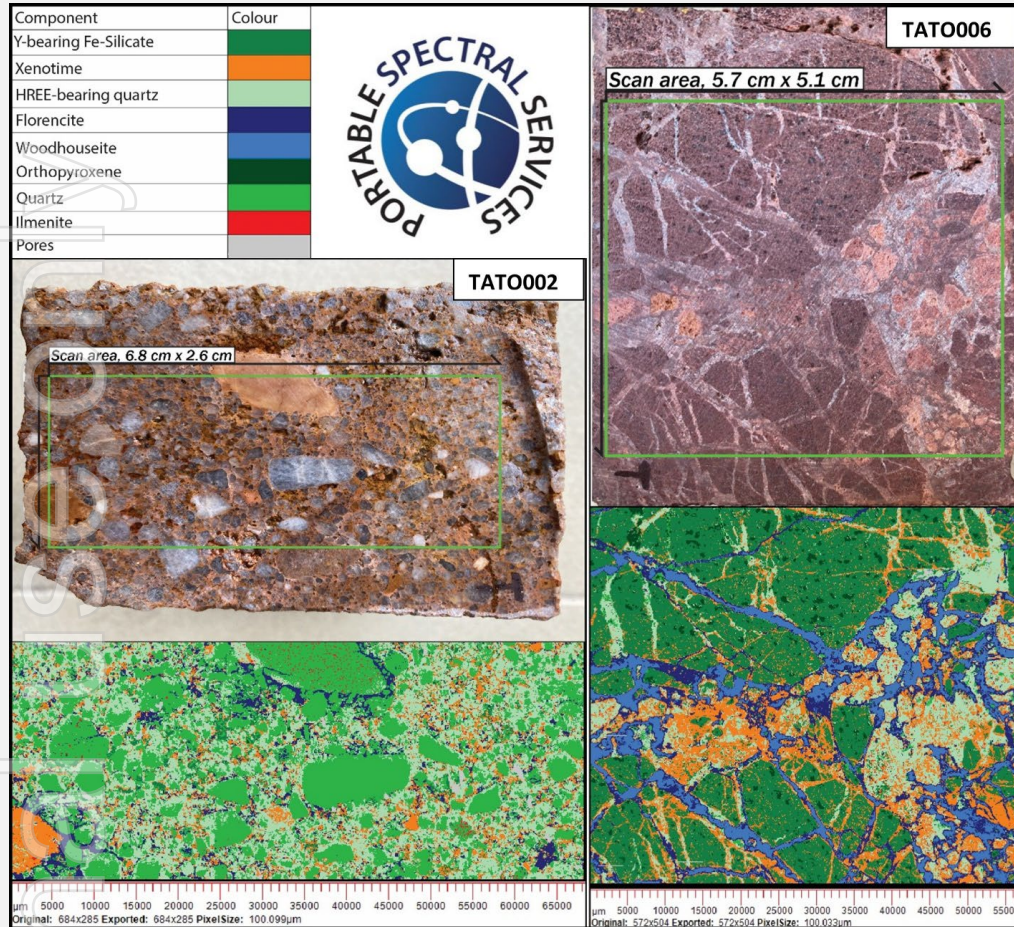 Component Colour
Y-bearing Fe-Silicate
Xenotime
HREE-bearing quartz
Florencite
Woodhouseite
Orthopyroxene
Quartz
Ilmenite
Pores
PORTABLE SPECTRAL SERVICES
TATO006
Scan area, 5.7 cm x 5.1 cm
TATO002
Scan area, 6.8 cm x 2.6 cm
µm 5000 10000 15000 20000 25000 30000 35000 40000 45000 50000 55000 60000 65000
Original: 684x285 Exported: 684x285 PixelSize: 100.099µm
µm 5000 10000 15000 20000 25000 30000 35000 40000 45000 50000 55000
Original: 572x504 Exported: 572x504 PixelSize: 100.033µm